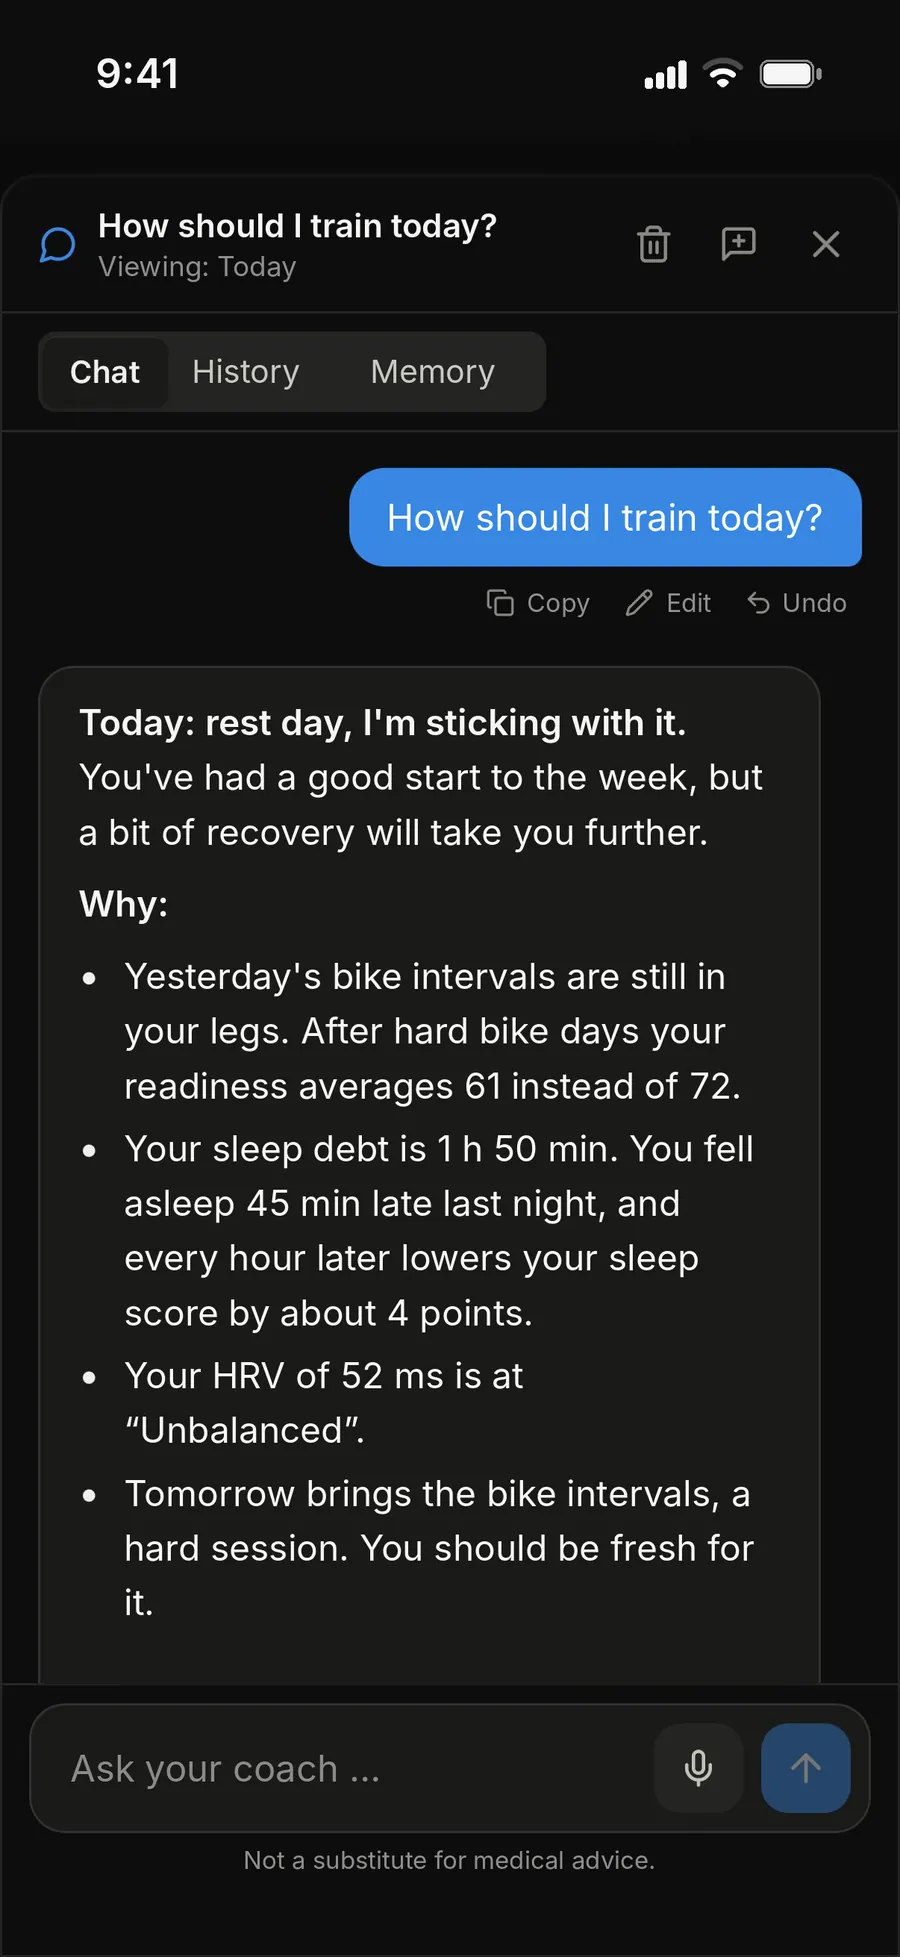 9:41
How should I train today?
Viewing: Today
Chat History Memory
How should I train today?
Copy Edit Undo
Today: rest day, I'm sticking with it.
You've had a good start to the week, but
a bit of recovery will take you further.
Why:
• Yesterday's bike intervals are still in
your legs. After hard bike days your
readiness averages 61 instead of 72.
• Your sleep debt is 1 h 50 min. You fell
asleep 45 min late last night, and
every hour later lowers your sleep
score by about 4 points.
• Your HRV of 52 ms is at
“Unbalanced”.
• Tomorrow brings the bike intervals, a
hard session. You should be fresh for
it.
Ask your coach ...
Not a substitute for medical advice.